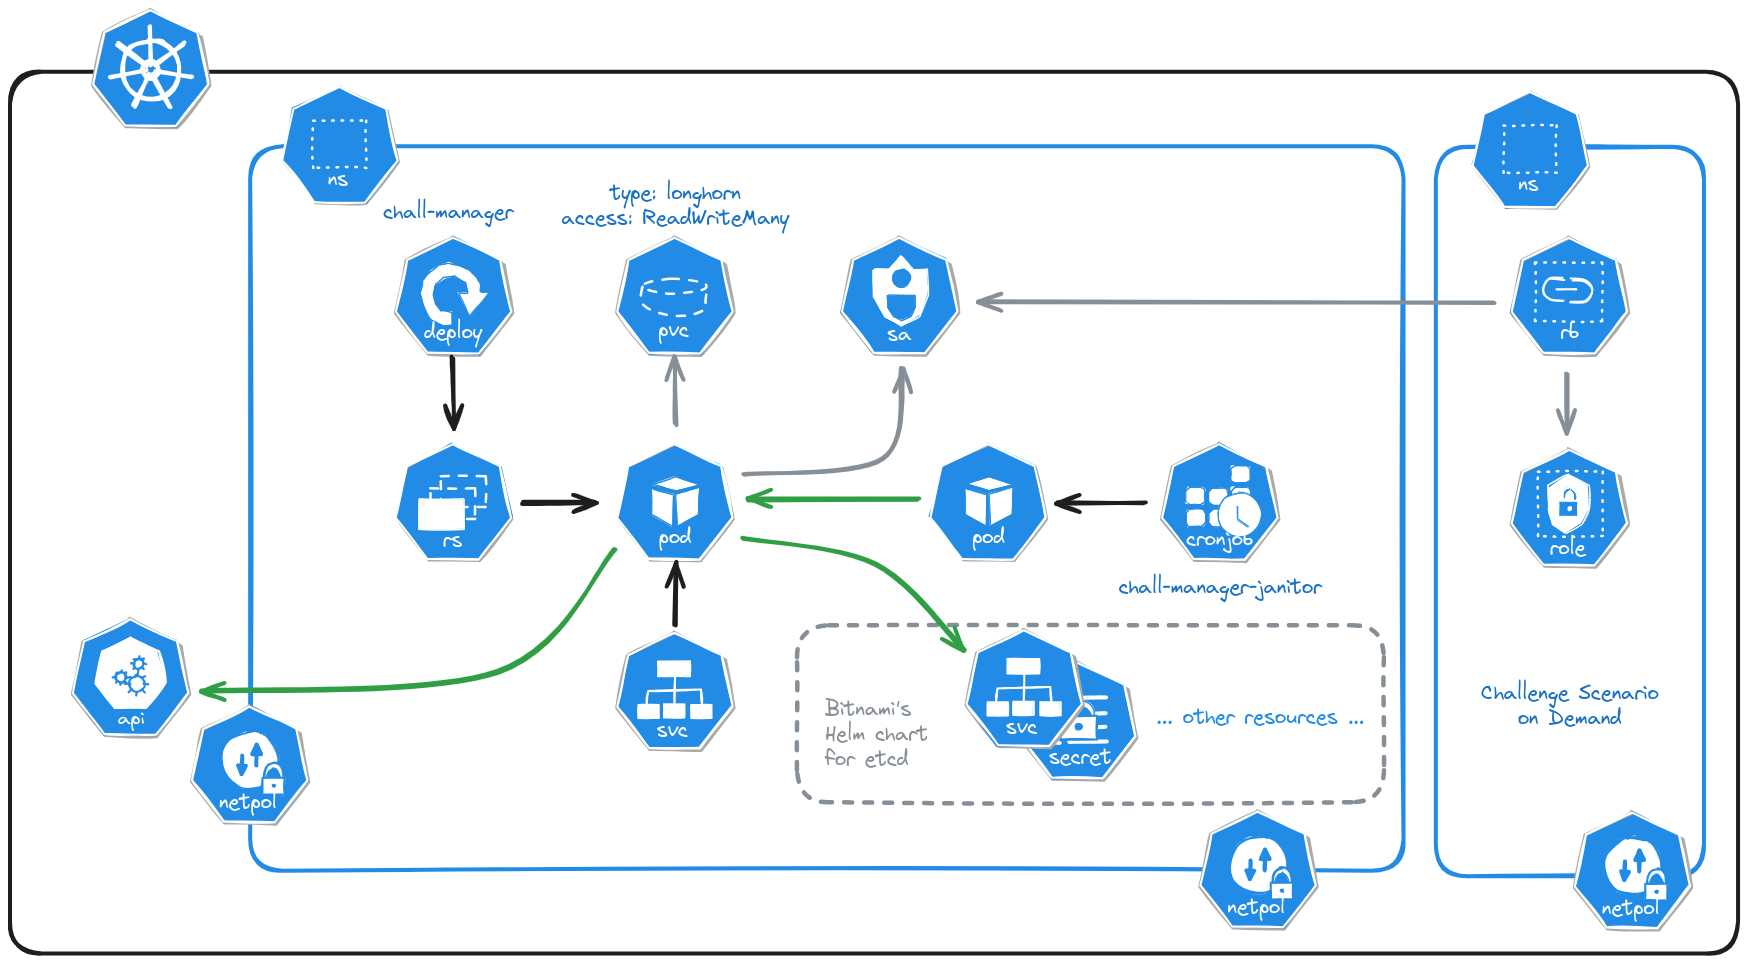 ns
ns
chall-manager
type: longhorn
access: ReadWriteMany
deploy
pvc
sa
rb
rs
pod
pod
cronjob
role
chall-manager-janitor
api
netpol
svc
Bitnami's
Helm chart
for etcd
svc
secret
... other resources ...
Challenge Scenario
on Demand
netpol
netpol